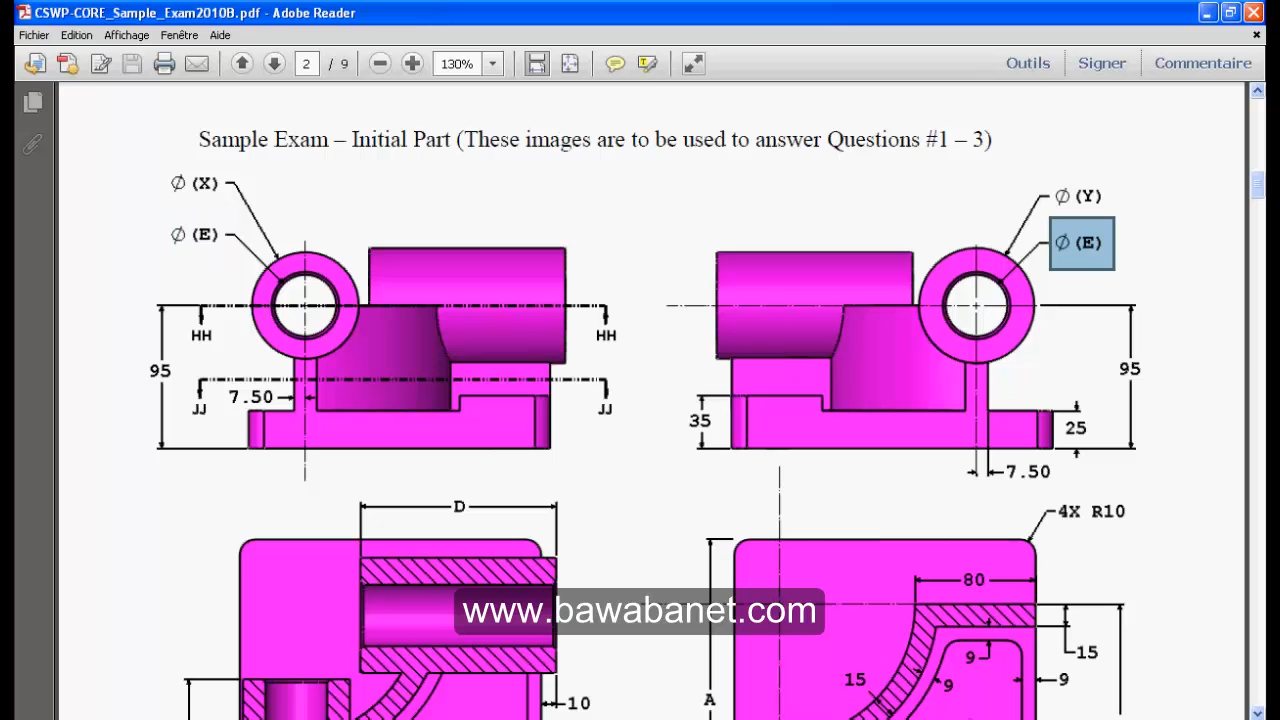 CSWP-CORE_Sample_Exam2010B.pdf - Adobe Reader
Fichier Edition Affichage Fenêtre Aide
2 / 9 130% Outils Signer Commentaire
Sample Exam – Initial Part (These images are to be used to answer Questions #1 – 3)
Ø (X)
Ø (E)
HH HH
95
7.50
JJ JJ
Ø (Y)
Ø (E)
95
35
25
7.50
D
4X R10
80
www.bawabanet.com
15
9
15
9
9
A
10